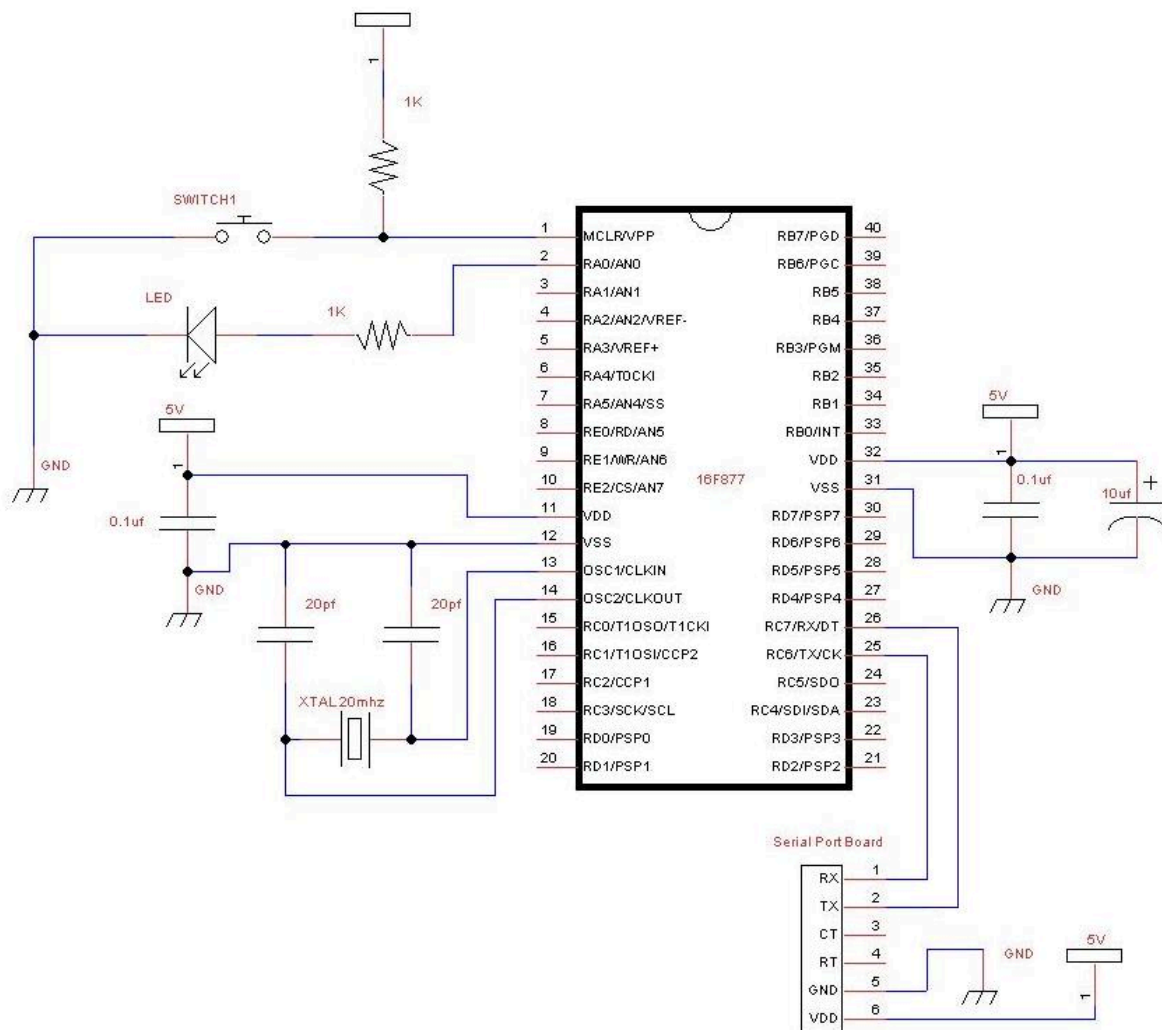 1
1K
SWITCH1
LED
1K
5V
1
GND
0.1uf
GND
20pf
20pf
XTAL20mhz
1 MCLR/VPP
2 RA0/AN0
3 RA1/AN1
4 RA2/AN2/VREF-
5 RA3/VREF+
6 RA4/T0CKI
7 RA5/AN4/SS
8 RE0/RD/AN5
9 RE1/WR/AN6
10 RE2/CS/AN7
11 VDD
12 VSS
13 OSC1/CLKIN
14 OSC2/CLKOUT
15 RC0/T1OSO/T1CKI
16 RC1/T1OSI/CCP2
17 RC2/CCP1
18 RC3/SCK/SCL
19 RD0/PSP0
20 RD1/PSP1
16F877
RB7/PGD 40
RB6/PGC 39
RB5 38
RB4 37
RB3/PGM 36
RB2 35
RB1 34
RB0/INT 33
VDD 32
VSS 31
RD7/PSP7 30
RD6/PSP6 29
RD5/PSP5 28
RD4/PSP4 27
RC7/RX/DT 26
RC6/TX/CK 25
RC5/SDO 24
RC4/SDI/SDA 23
RD3/PSP3 22
RD2/PSP2 21
5V
1
0.1uf
10uf
+
GND
Serial Port Board
RX 1
TX 2
CT 3
RT 4
GND 5
VDD 6
GND
5V
1